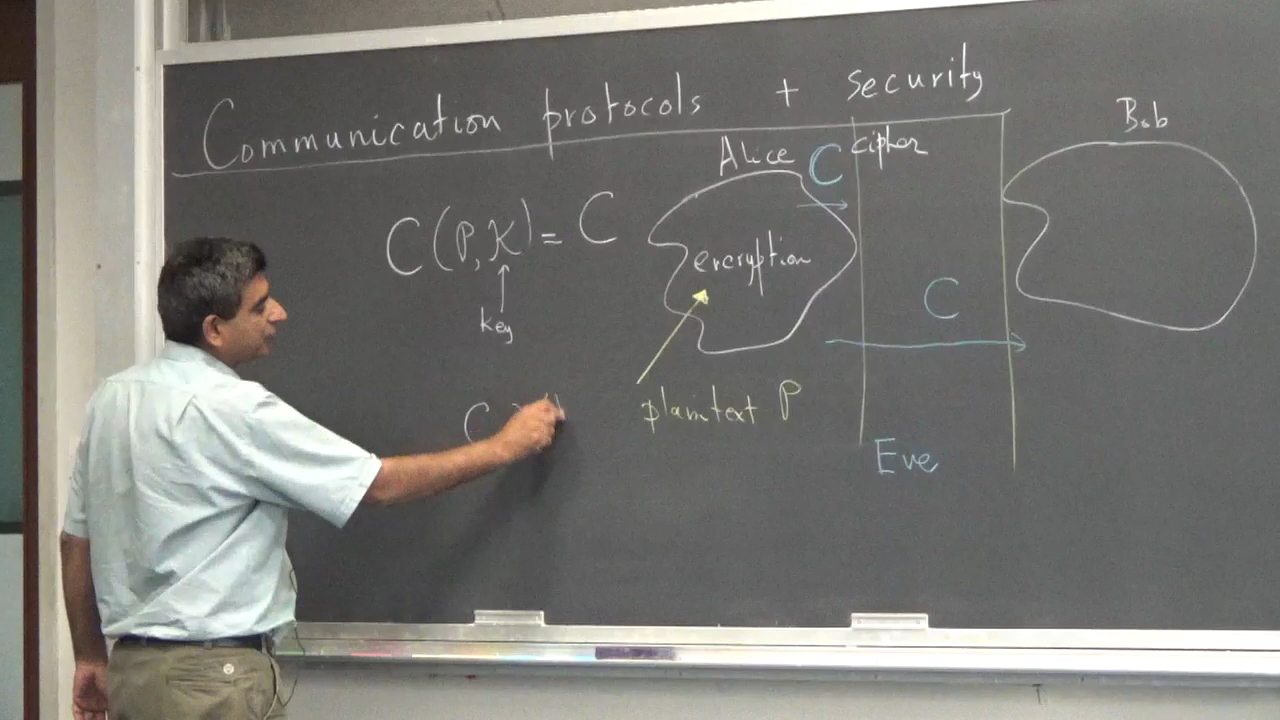 Communication protocols + security
Bob
Alice
C
cipher
C(P, K) = C
encryption
key
C
plaintext P
C
Eve